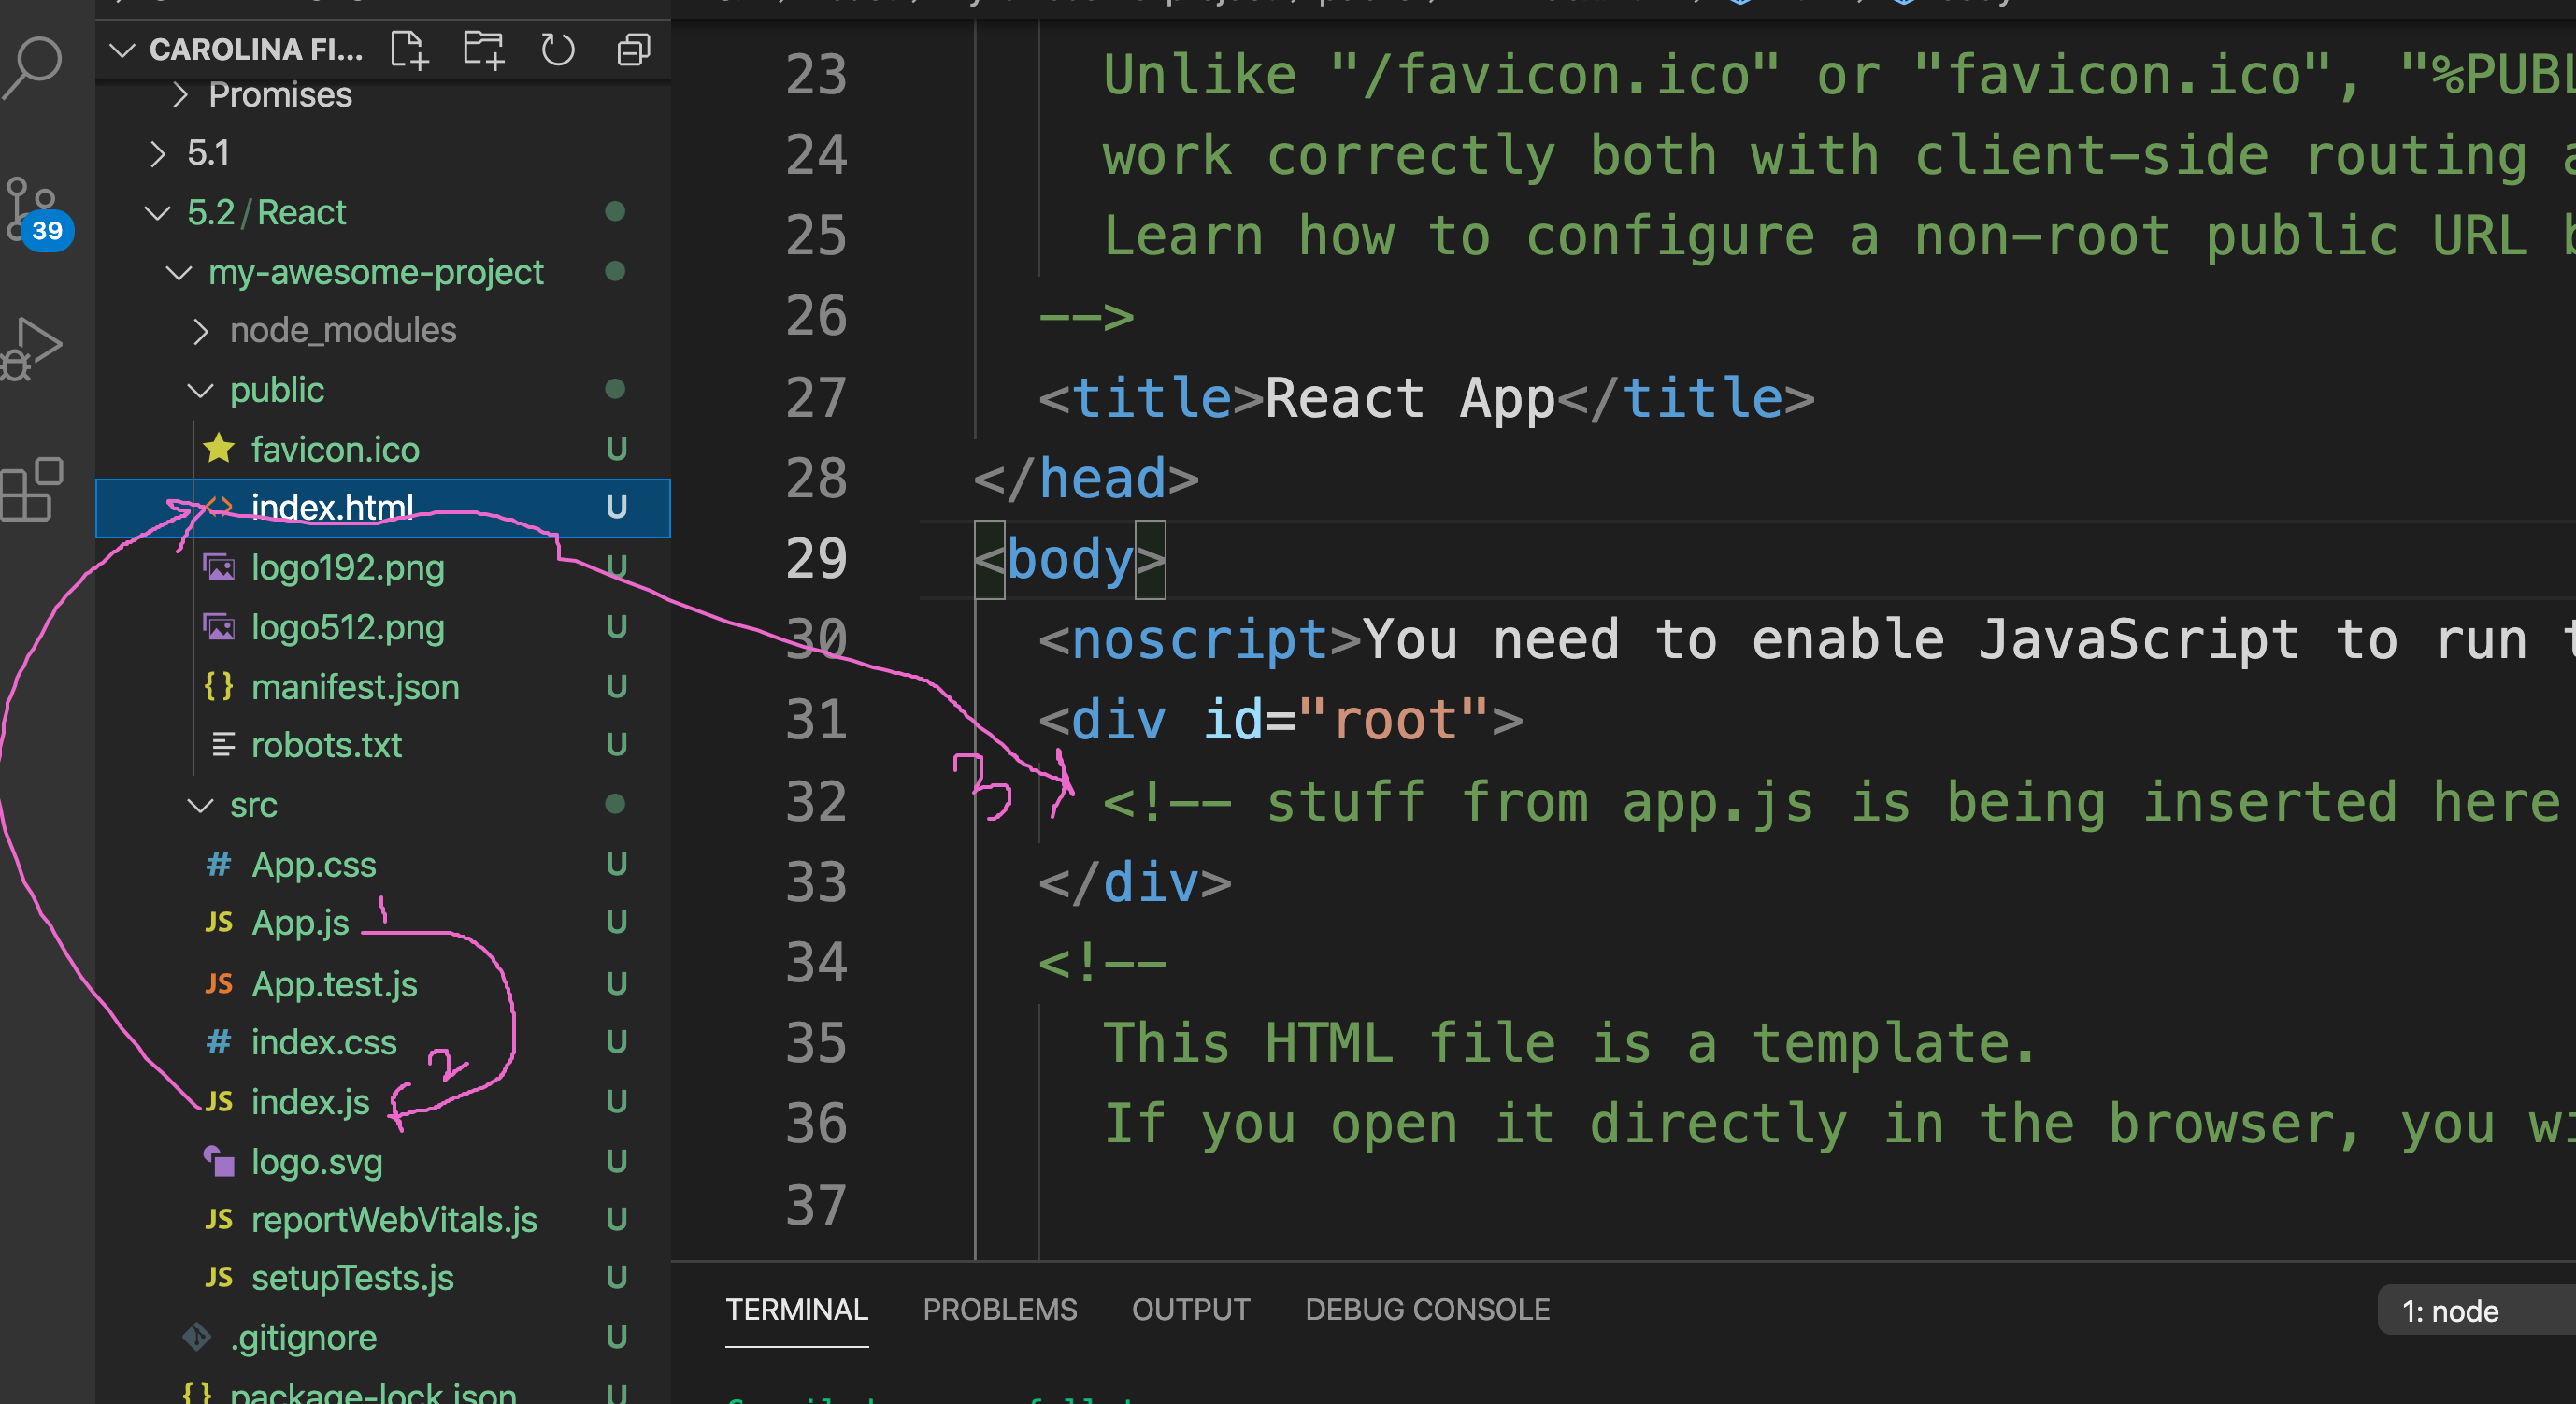 CAROLINA FI...
Promises
5.1
39
5.2/React
my-awesome-project
node_modules
public
favicon.ico U
<> index.html U
logo192.png U
logo512.png U
{} manifest.json U
robots.txt U
src
# App.css U
JS App.js U
1
JS App.test.js U
# index.css U
2
JS index.js U
logo.svg U
JS reportWebVitals.js U
JS setupTests.js U
.gitignore U
{} package-lock.json U
23 Unlike "/favicon.ico" or "favicon.ico", "%PUBL
24 work correctly both with client-side routing a
25 Learn how to configure a non-root public URL b
26 -->
27 <title>React App</title>
28 </head>
29 <body>
30 <noscript>You need to enable JavaScript to run t
31 <div id="root">
3
32 <!-- stuff from app.js is being inserted here
33 </div>
34 <!--
35 This HTML file is a template.
36 If you open it directly in the browser, you wi
37
TERMINAL PROBLEMS OUTPUT DEBUG CONSOLE 1: node